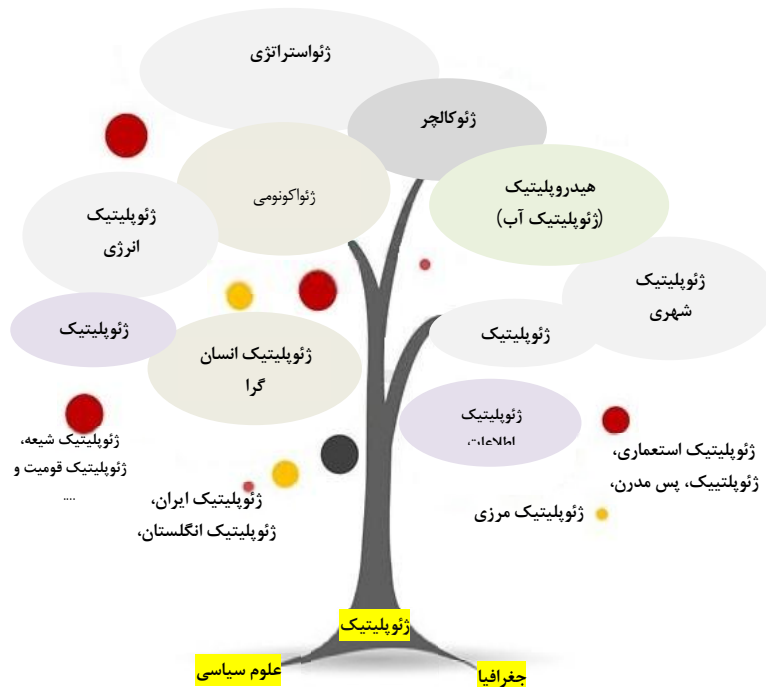 ژئواستراتژی
ژئوکالچر
هیدروپلیتیک
(ژئوپلیتیک آب)
ژئواکونومی
ژئوپلیتیک
انرژی
ژئوپلیتیک
شهری
ژئوپلیتیک
ژئوپلیتیک
ژئوپلیتیک انسان
گرا
ژئوپلیتیک
ژئوپلیتیک شیعه،
ژئوپلیتیک قومیت و
....
ژئوپلیتیک استعماری،
ژئوپلتییک، پس مدرن،
ژئوپلیتیک ایران،
ژئوپلیتیک انگلستان،
ژئوپلیتیک مرزی
ژئوپلیتیک
علوم سیاسی
جغرافیا